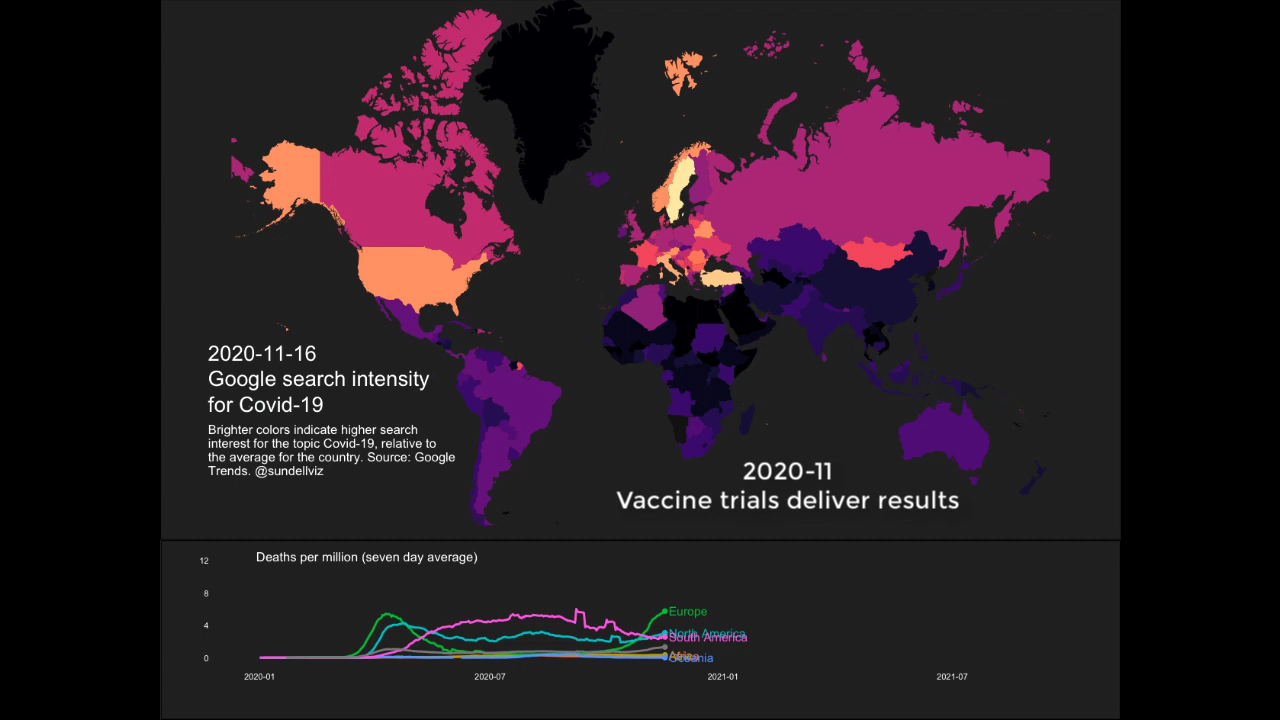 2020-11-16
Google search intensity
for Covid-19
Brighter colors indicate higher search
interest for the topic Covid-19, relative to
the average for the country. Source: Google
Trends. @sundellviz
2020-11
Vaccine trials deliver results
Deaths per million (seven day average)
12
8
4
0
Europe
North America
South America
Africa
Oceania
2020-01
2020-07
2021-01
2021-07